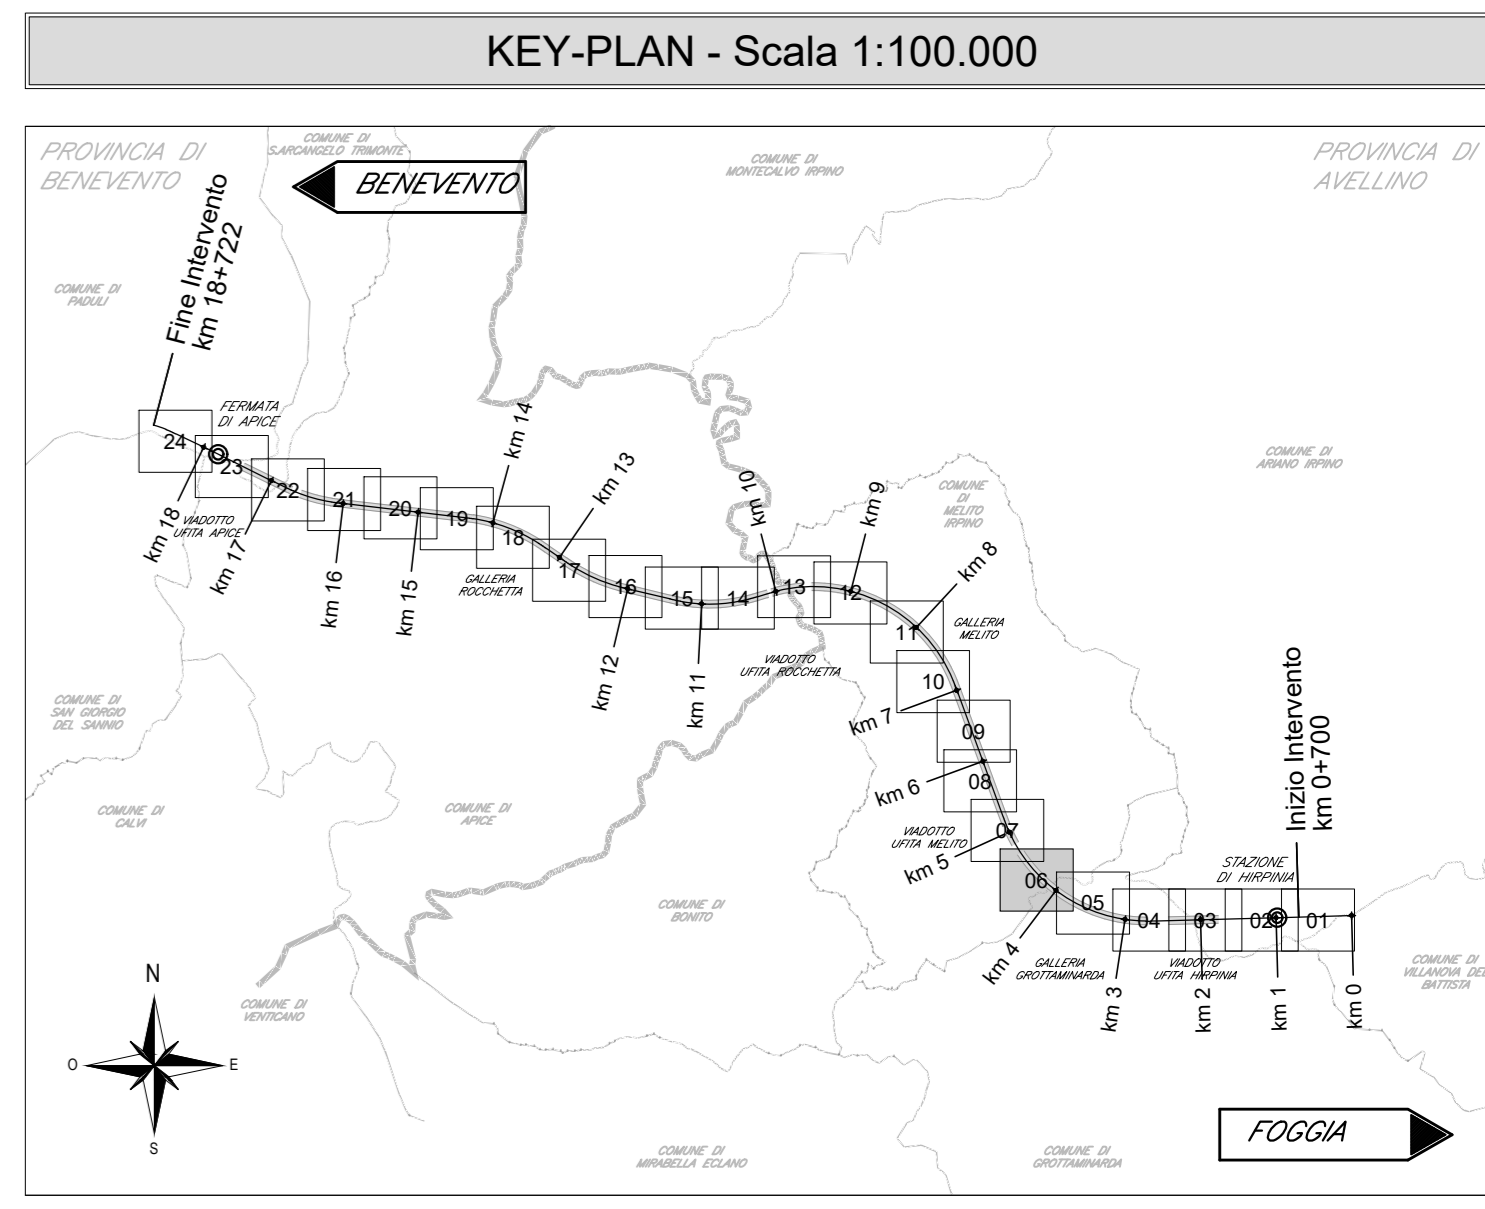 KEY-PLAN - Scala 1:100.000
PROVINCIA DI
BENEVENTO
COMUNE DI
S.ARCANGELO TRIMONTE
BENEVENTO
COMUNE DI
MONTECALVO IRPINO
PROVINCIA DI
AVELLINO
Fine Intervento
km 18+722
COMUNE DI
PADULI
FERMATA
DI APICE
24
23
22
21
20
19
18
17
16
15
14
13
12
11
10
09
08
07
06
05
04
03
02
01
km 18
km 17
km 16
km 15
km 14
km 13
km 12
km 11
km 10
km 9
km 8
km 7
km 6
km 5
km 4
km 3
km 2
km 1
km 0
VIADOTTO
UFITA APICE
GALLERIA
ROCCHETTA
VIADOTTO
UFITA ROCCHETTA
COMUNE
DI
MELITO
IRPINO
COMUNE DI
ARIANO IRPINO
GALLERIA
MELITO
Inizio Intervento
km 0+700
COMUNE DI
SAN GIORGIO
DEL SANNIO
COMUNE DI
CALVI
COMUNE DI
APICE
VIADOTTO
UFITA MELITO
STAZIONE
DI HIRPINIA
COMUNE DI
BONITO
GALLERIA
GROTTAMINARDA
VIADOTTO
UFITA HIRPINIA
COMUNE DI
VILLANOVA DEL
BATTISTA
COMUNE DI
VENTICANO
N
O
E
S
FOGGIA
COMUNE DI
MIRABELLA ECLANO
COMUNE DI
GROTTAMINARDA